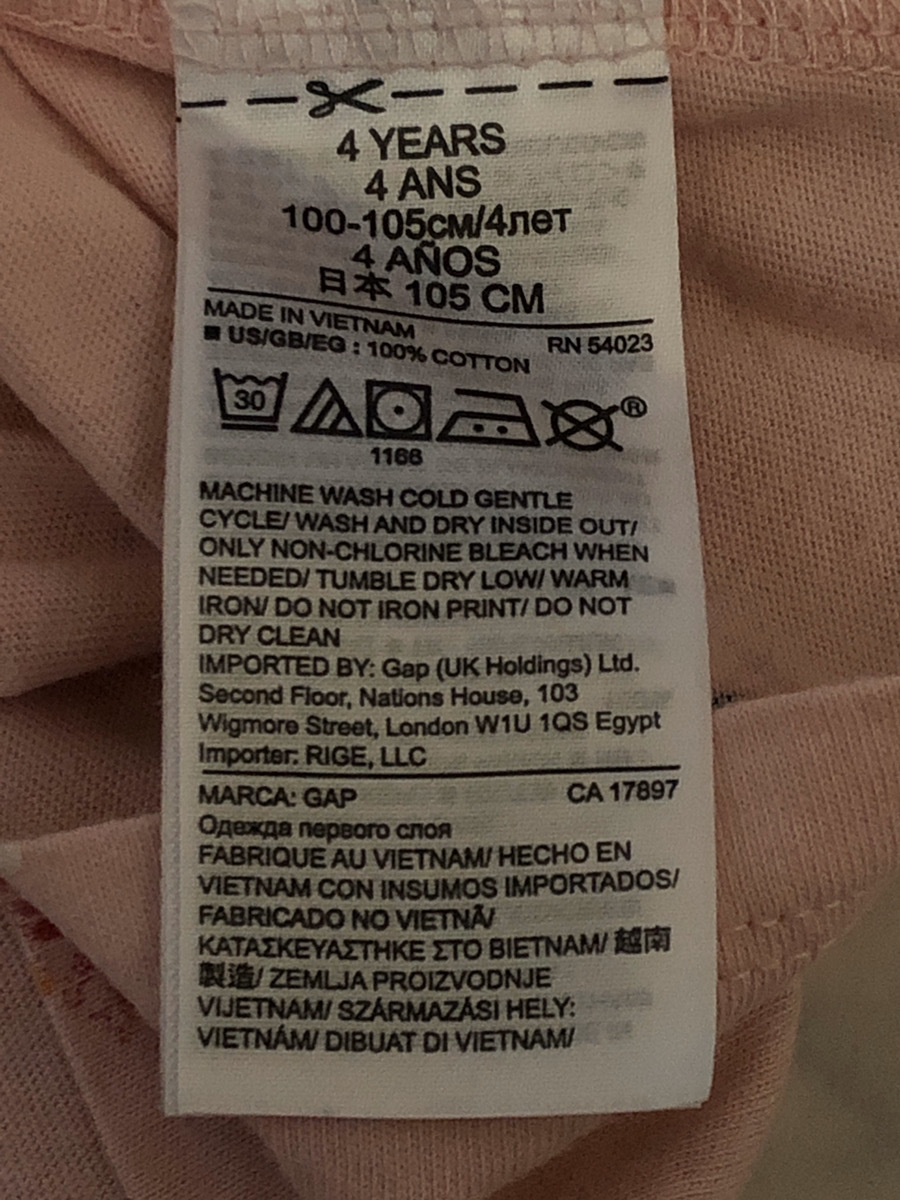 4 YEARS
4 ANS
100-105см/4лет
4 AÑOS
日本 105 CM
MADE IN VIETNAM
RN 54023
US/GB/EG : 100% COTTON
30
®
1166
MACHINE WASH COLD GENTLE
CYCLE/ WASH AND DRY INSIDE OUT/
ONLY NON-CHLORINE BLEACH WHEN
NEEDED/ TUMBLE DRY LOW/ WARM
IRON/ DO NOT IRON PRINT/ DO NOT
DRY CLEAN
IMPORTED BY: Gap (UK Holdings) Ltd.
Second Floor, Nations House, 103
Wigmore Street, London W1U 1QS Egypt
Importer: RIGE, LLC
MARCA: GAP CA 17897
Одежда первого слоя
FABRIQUE AU VIETNAM/ HECHO EN
VIETNAM CON INSUMOS IMPORTADOS/
FABRICADO NO VIETNÃ/
ΚΑΤΑΣΚΕΥΑΣΤΗΚΕ ΣΤΟ ΒΙΕΤΝΑΜ/ 越南
製造/ ZEMLJA PROIZVODNJE
VIJETNAM/ SZÁRMAZÁSI HELY:
VIETNÁM/ DIBUAT DI VIETNAM/